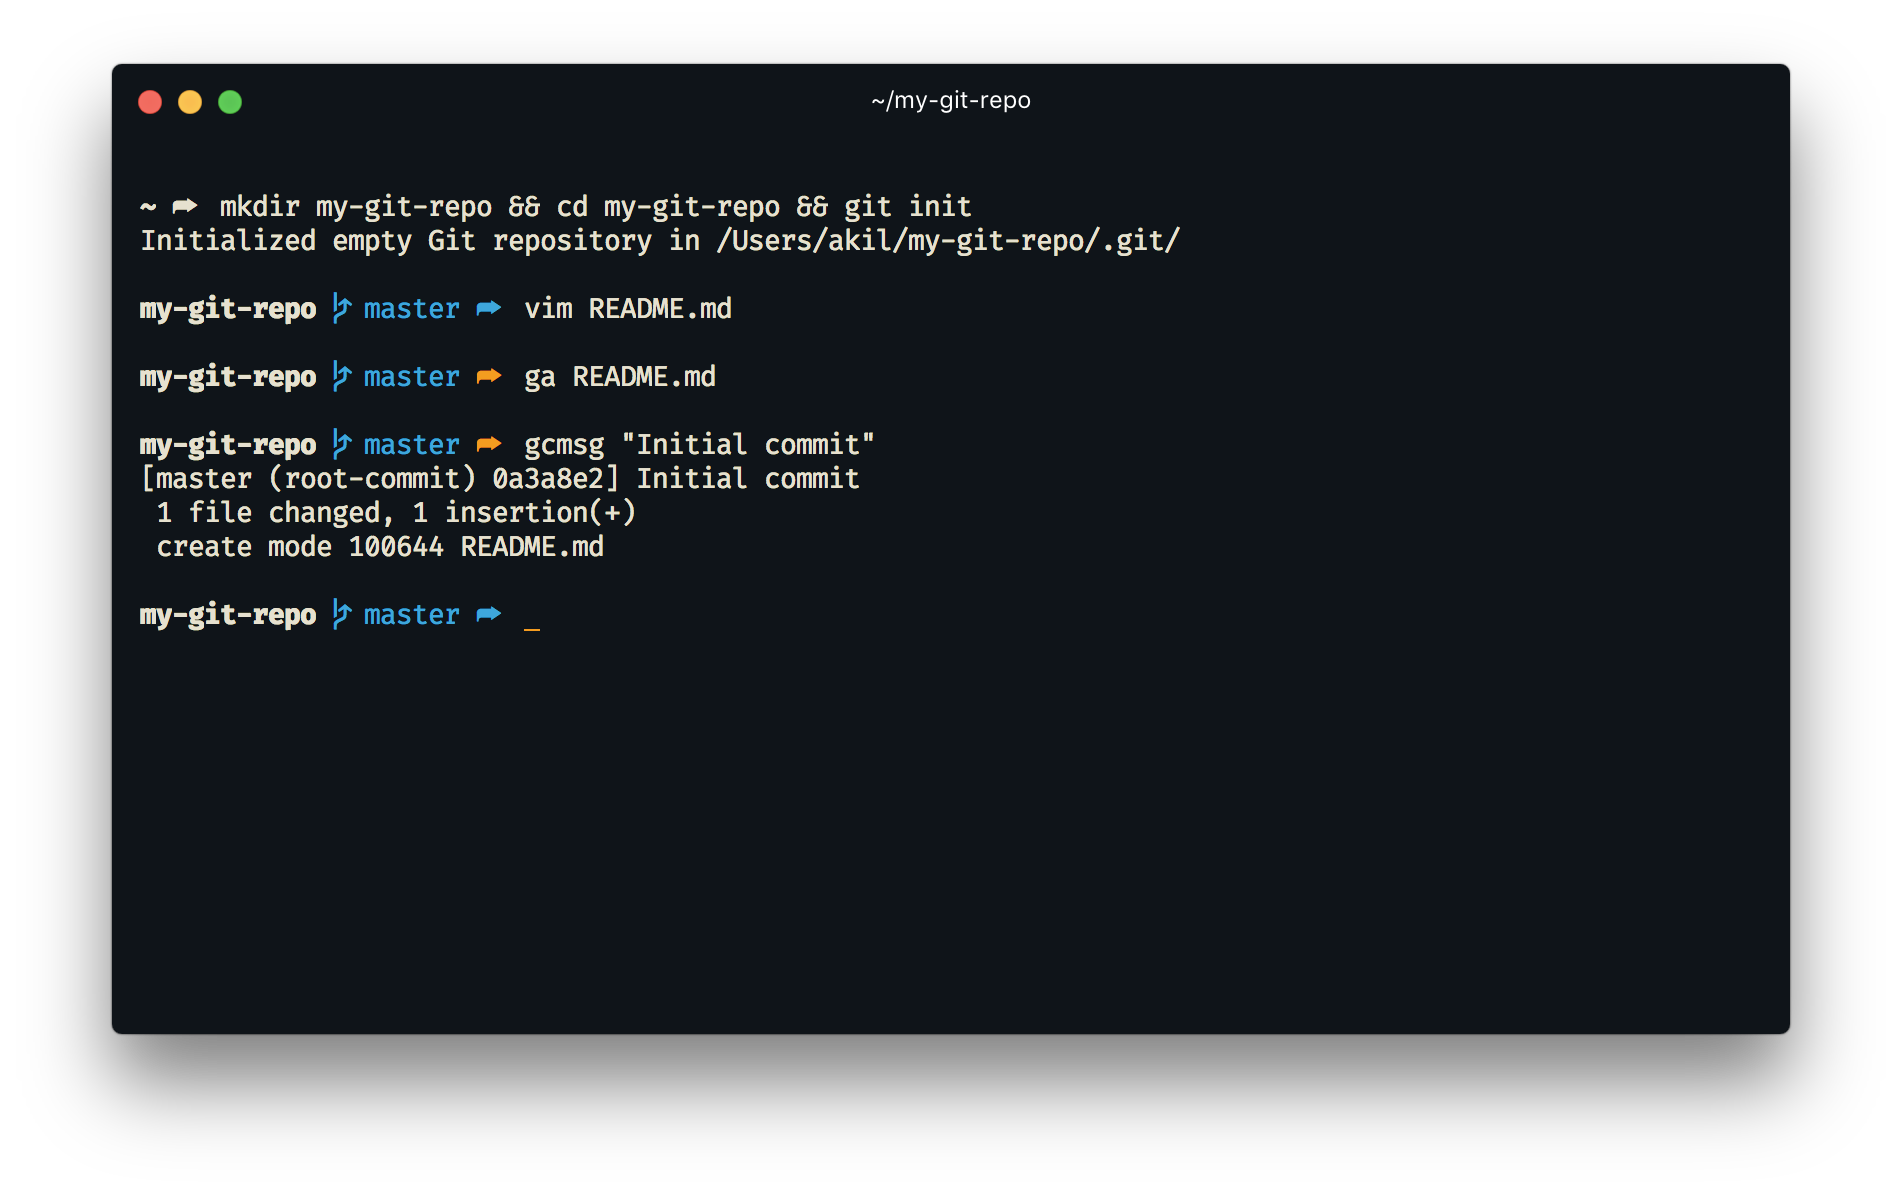 ~/my-git-repo
~ ➦ mkdir my-git-repo && cd my-git-repo && git init
Initialized empty Git repository in /Users/akil/my-git-repo/.git/
my-git-repo master ➦ vim README.md
my-git-repo master ➦ ga README.md
my-git-repo master ➦ gcmsg "Initial commit"
[master (root-commit) 0a3a8e2] Initial commit
 1 file changed, 1 insertion(+)
 create mode 100644 README.md
my-git-repo master ➦ _